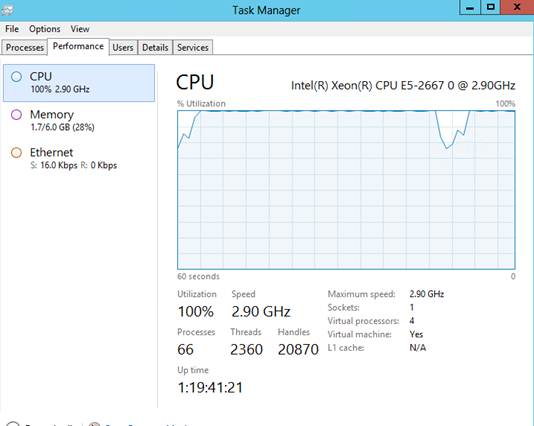 Task Manager
File Options View
Processes Performance Users Details Services
CPU
100% 2.90 GHz
Memory
1.7/6.0 GB (28%)
Ethernet
S: 16.0 Kbps R: 0 Kbps
CPU
Intel(R) Xeon(R) CPU E5-2667 0 @ 2.90GHz
% Utilization 100%
60 seconds 0
Utilization Speed
100% 2.90 GHz
Processes Threads Handles
66 2360 20870
Up time
1:19:41:21
Maximum speed: 2.90 GHz
Sockets: 1
Virtual processors: 4
Virtual machine: Yes
L1 cache: N/A